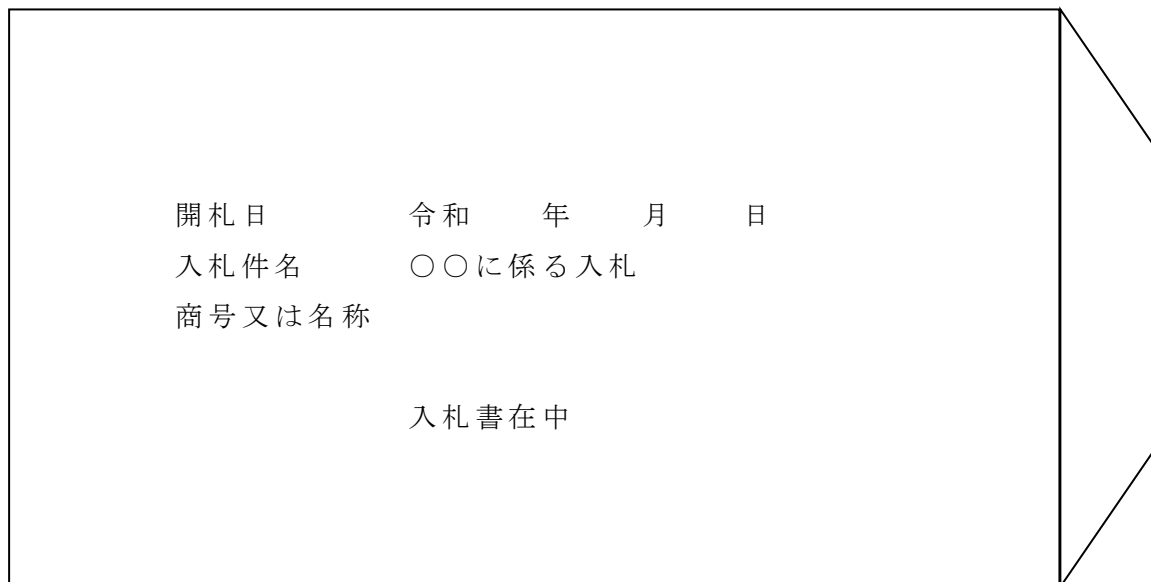 開札日　　　　令和　　年　　月　　日
入札件名　　　○○に係る入札
商号又は名称
入札書在中